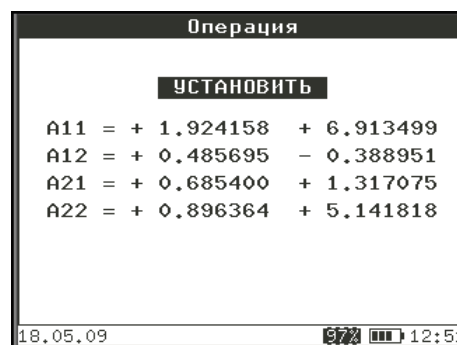 Операция
УСТАНОВИТЬ
A11 = + 1.924158 + 6.913499
A12 = + 0.485695 - 0.388951
A21 = + 0.685400 + 1.317075
A22 = + 0.896364 + 5.141818
18.05.09 97%